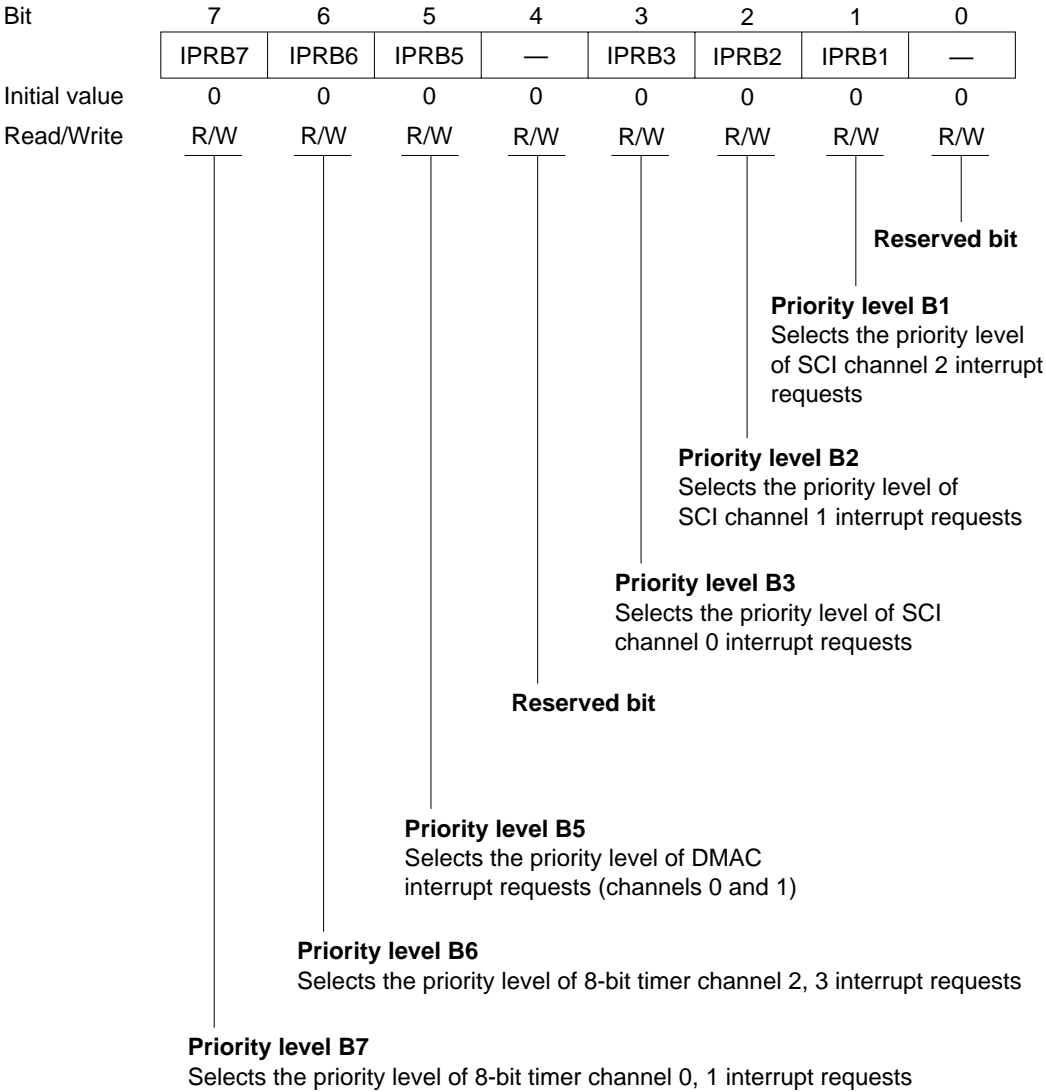 Bit 7 6 5 4 3 2 1 0
IPRB7 IPRB6 IPRB5 — IPRB3 IPRB2 IPRB1 —
Initial value 0 0 0 0 0 0 0 0
Read/Write R/W R/W R/W R/W R/W R/W R/W R/W
Reserved bit
Priority level B1
Selects the priority level
of SCI channel 2 interrupt
requests
Priority level B2
Selects the priority level of
SCI channel 1 interrupt requests
Priority level B3
Selects the priority level of SCI
channel 0 interrupt requests
Reserved bit
Priority level B5
Selects the priority level of DMAC
interrupt requests (channels 0 and 1)
Priority level B6
Selects the priority level of 8-bit timer channel 2, 3 interrupt requests
Priority level B7
Selects the priority level of 8-bit timer channel 0, 1 interrupt requests